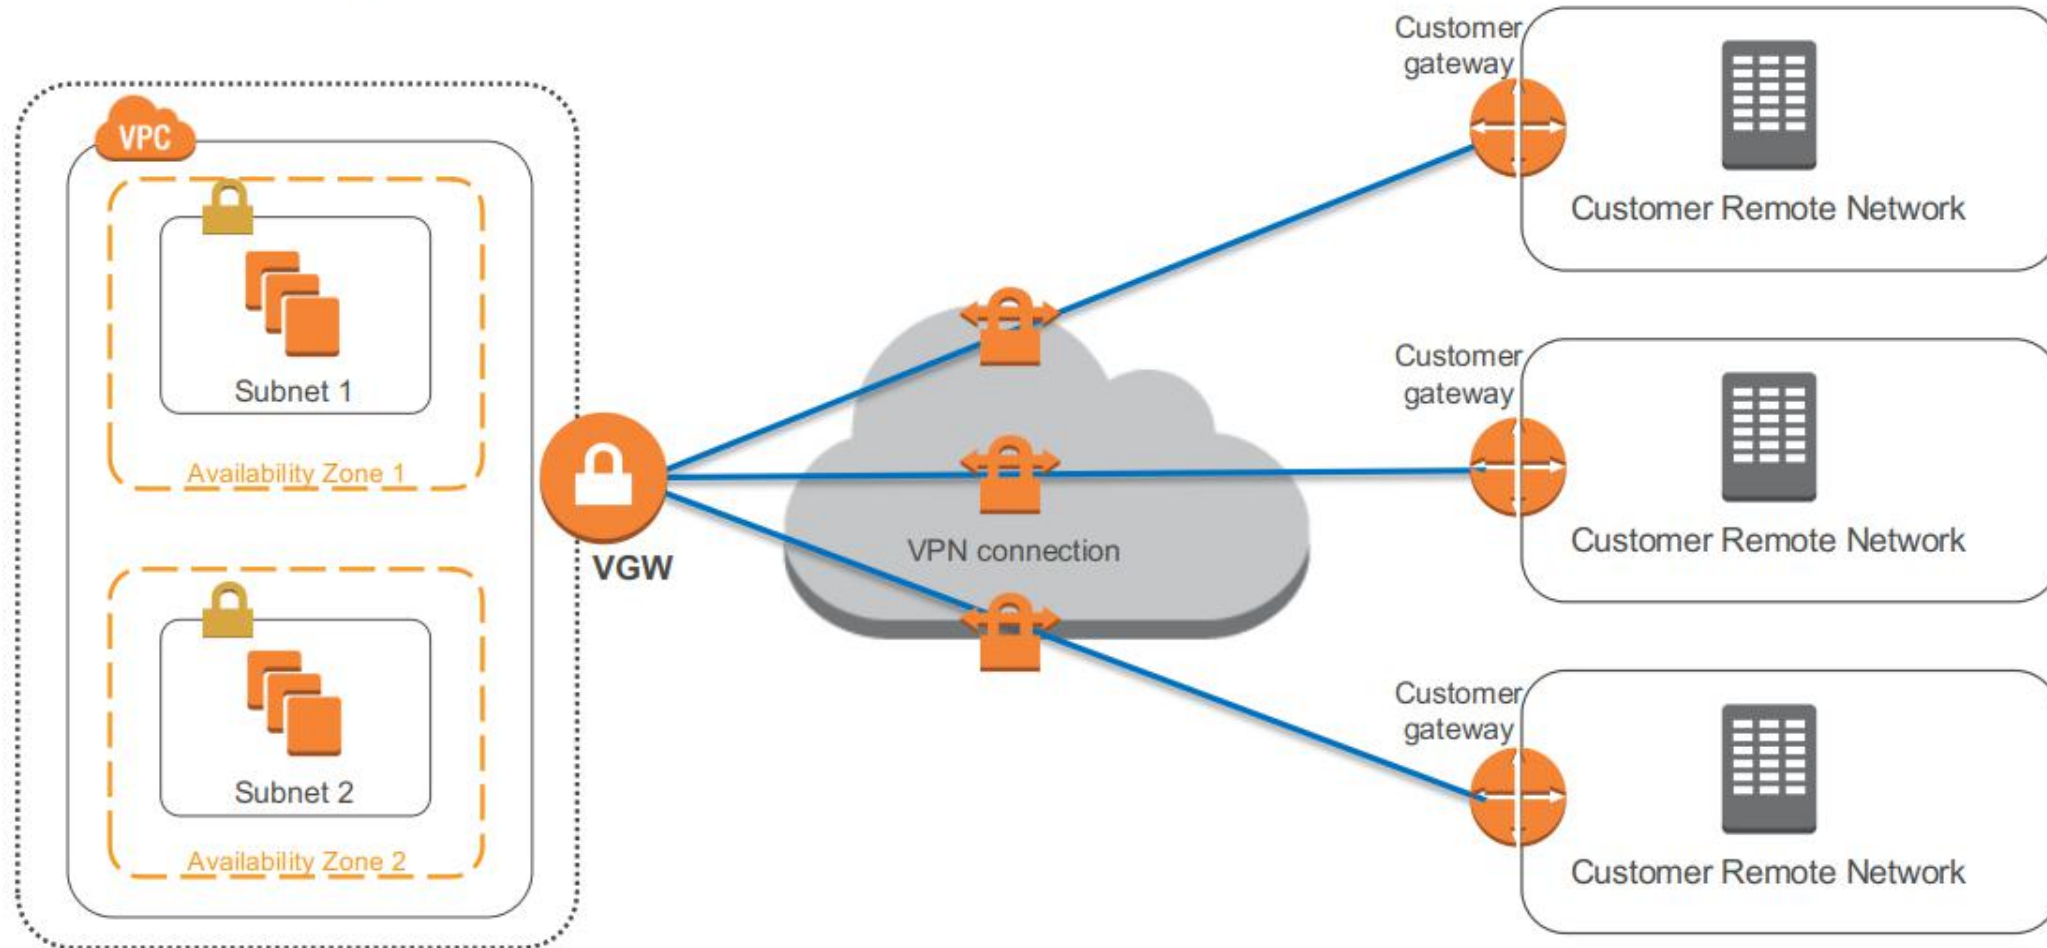 VPC
Subnet 1
Availability Zone 1
Subnet 2
Availability Zone 2
VGW
VPN connection
Customer
gateway
Customer Remote Network
Customer
gateway
Customer Remote Network
Customer
gateway
Customer Remote Network